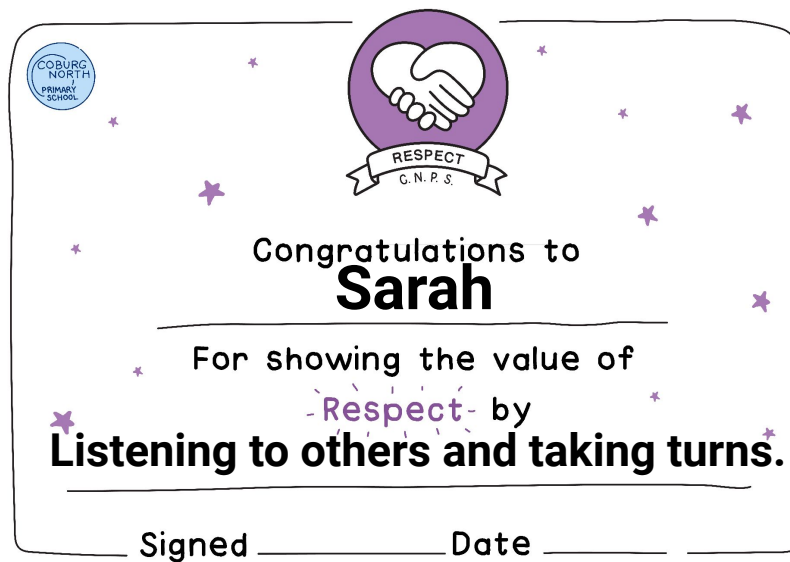 COBURG
NORTH
PRIMARY
SCHOOL
RESPECT
C.N.P.S.
Congratulations to
Sarah
For showing the value of
Respect by
Listening to others and taking turns.
Signed Date